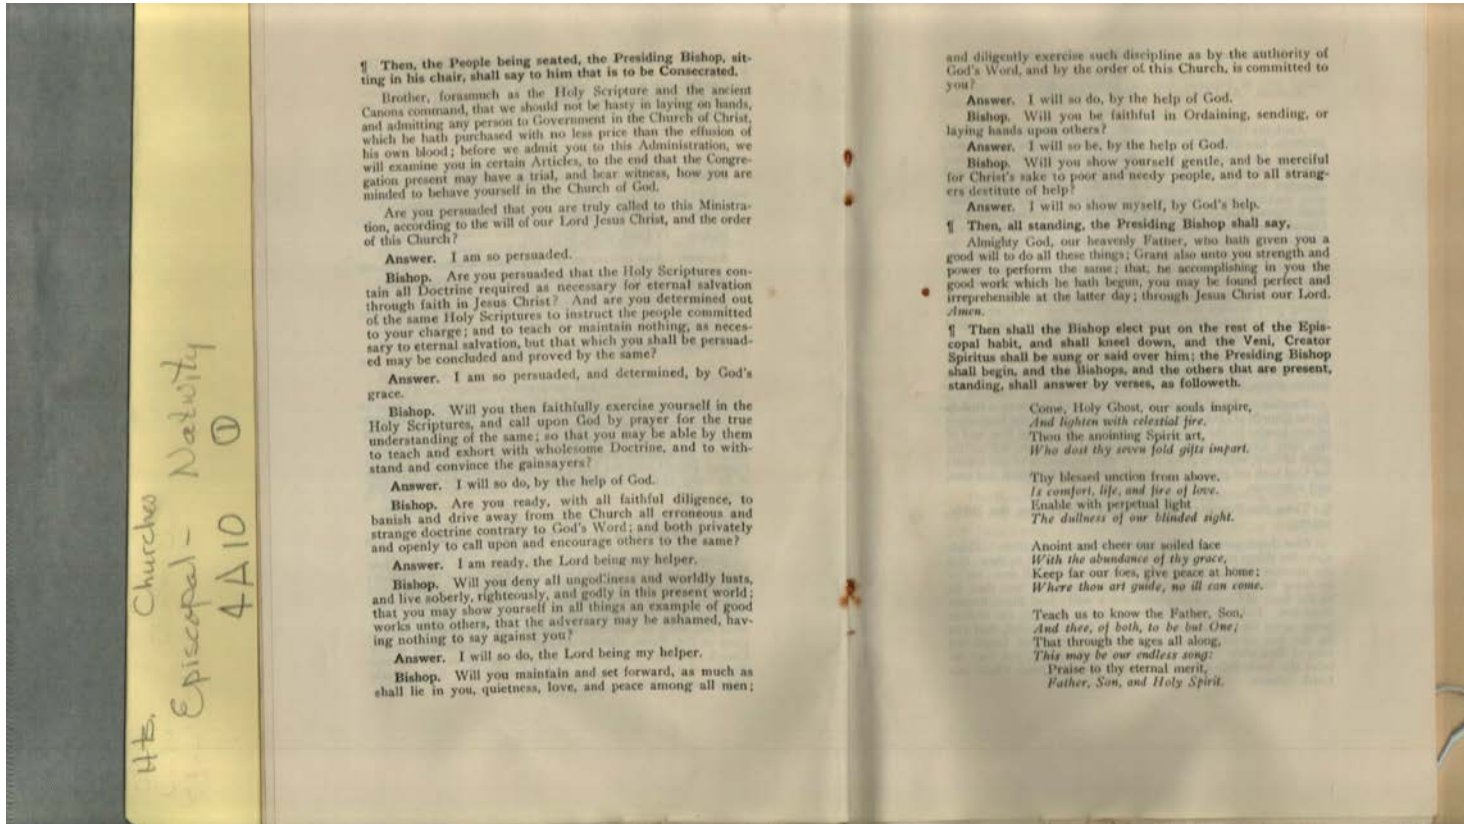 Hts. Churches
Episcopal - Nativity
4 A 10 ①
¶ Then, the People being seated, the Presiding Bishop, sit-
ting in his chair, shall say to him that is to be Consecrated.
Brother, forasmuch as the Holy Scripture and the ancient
Canons command, that we should not be hasty in laying on hands,
and admitting any person to Government in the Church of Christ,
which he hath purchased with no less price than the effusion of
his own blood; before we admit you to this Administration, we
will examine you in certain Articles, to the end that the Congre-
gation present may have a trial, and bear witness, how you are
minded to behave yourself in the Church of God.
Are you persuaded that you are truly called to this Ministra-
tion, according to the will of our Lord Jesus Christ, and the order
of this Church?
Answer. I am so persuaded.
Bishop. Are you persuaded that the Holy Scriptures con-
tain all Doctrine required as necessary for eternal salvation
through faith in Jesus Christ? And are you determined out
of the same Holy Scriptures to instruct the people committed
to your charge; and to teach or maintain nothing, as neces-
sary to eternal salvation, but that which you shall be persuad-
ed may be concluded and proved by the same?
Answer. I am so persuaded, and determined, by God's
grace.
Bishop. Will you then faithfully exercise yourself in the
Holy Scriptures, and call upon God by prayer for the true
understanding of the same; so that you may be able by them
to teach and exhort with wholesome Doctrine, and to with-
stand and convince the gainsayers?
Answer. I will so do, by the help of God.
Bishop. Are you ready, with all faithful diligence, to
banish and drive away from the Church all erroneous and
strange doctrine contrary to God's Word; and both privately
and openly to call upon and encourage others to the same?
Answer. I am ready, the Lord being my helper.
Bishop. Will you deny all ungodliness and worldly lusts,
and live soberly, righteously, and godly in this present world;
that you may show yourself in all things an example of good
works unto others, that the adversary may be ashamed, hav-
ing nothing to say against you?
Answer. I will so do, the Lord being my helper.
Bishop. Will you maintain and set forward, as much as
shall lie in you, quietness, love, and peace among all men;
and diligently exercise such discipline as by the authority of
God's Word, and by the order of this Church, is committed to
you?
Answer. I will so do, by the help of God.
Bishop. Will you be faithful in Ordaining, sending, or
laying hands upon others?
Answer. I will so be, by the help of God.
Bishop. Will you show yourself gentle, and be merciful
for Christ's sake to poor and needy people, and to all strang-
ers destitute of help?
Answer. I will so show myself, by God's help.
¶ Then, all standing, the Presiding Bishop shall say,
Almighty God, our heavenly Father, who hath given you a
good will to do all these things; Grant also unto you strength and
power to perform the same; that, he accomplishing in you the
good work which he hath begun, you may be found perfect and
irreprehensible at the latter day; through Jesus Christ our Lord.
Amen.
¶ Then shall the Bishop elect put on the rest of the Epis-
copal habit, and shall kneel down, and the Veni, Creator
Spiritus shall be sung or said over him; the Presiding Bishop
shall begin, and the Bishops, and the others that are present,
standing, shall answer by verses, as followeth.
Come, Holy Ghost, our souls inspire,
And lighten with celestial fire.
Thou the anointing Spirit art,
Who dost thy seven fold gifts impart.
Thy blessed unction from above,
Is comfort, life, and fire of love.
Enable with perpetual light
The dullness of our blinded sight.
Anoint and cheer our soiled face
With the abundance of thy grace,
Keep far our foes, give peace at home;
Where thou art guide, no ill can come.
Teach us to know the Father, Son,
And thee, of both, to be but One;
That through the ages all along,
This may be our endless song:
Praise to thy eternal merit,
Father, Son, and Holy Spirit.